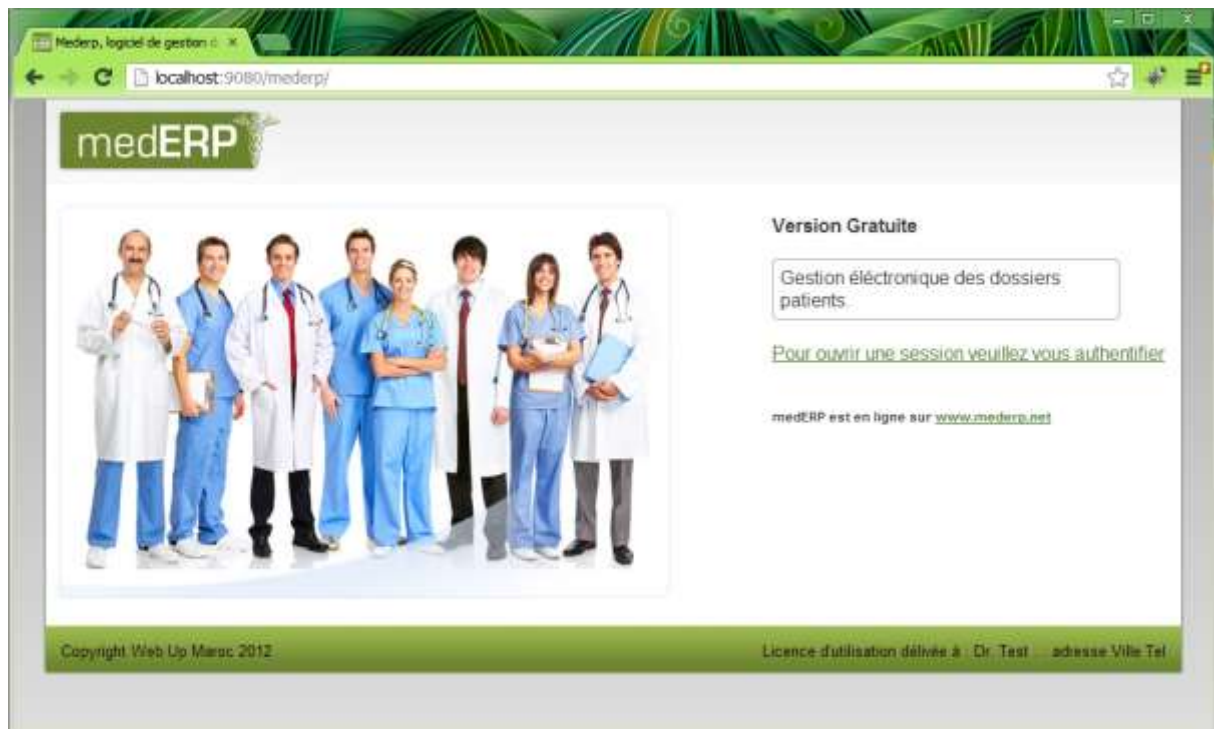 Mederp, logiciel de gestion d
localhost:9080/mederp/
medERP
Version Gratuite
Gestion éléctronique des dossiers
patients.
Pour ouvrir une session veuillez vous authentifier
medERP est en ligne sur www.mederp.net
Copyright Web Up Maroc 2012
Licence d'utilisation délivée à : Dr. Test ... adresse Ville Tel